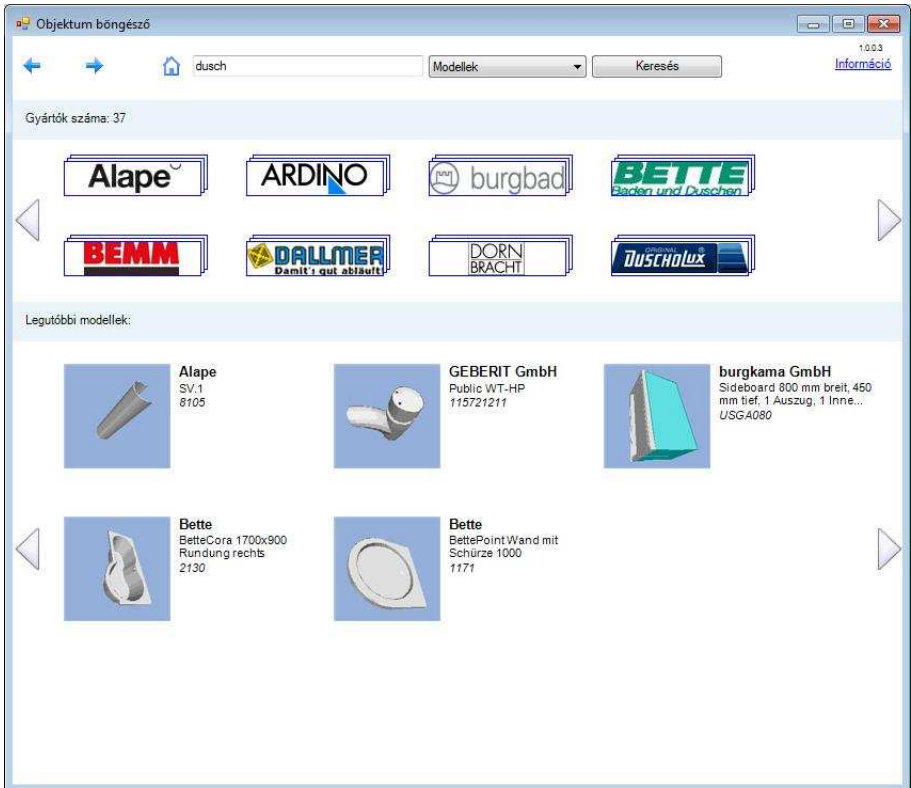 Objektum böngésző
1.0.0.3
dusch
Modellek
Keresés
Információ
Gyártók száma: 37
Alape
ARDINO
burgbad
BETTE
Baden und Duschen
BEMM
DALLMER
Damit's gut abläuft
DORN
BRACHT
ORIGINAL
DUSCHOLUX®
Legutóbbi modellek:
Alape
SV.1
8105
GEBERIT GmbH
Public WT-HP
115721211
burgkama GmbH
Sideboard 800 mm breit, 450
mm tief, 1 Auszug, 1 Inne...
USGA080
Bette
BetteCora 1700x900
Rundung rechts
2130
Bette
BettePoint Wand mit
Schürze 1000
1171